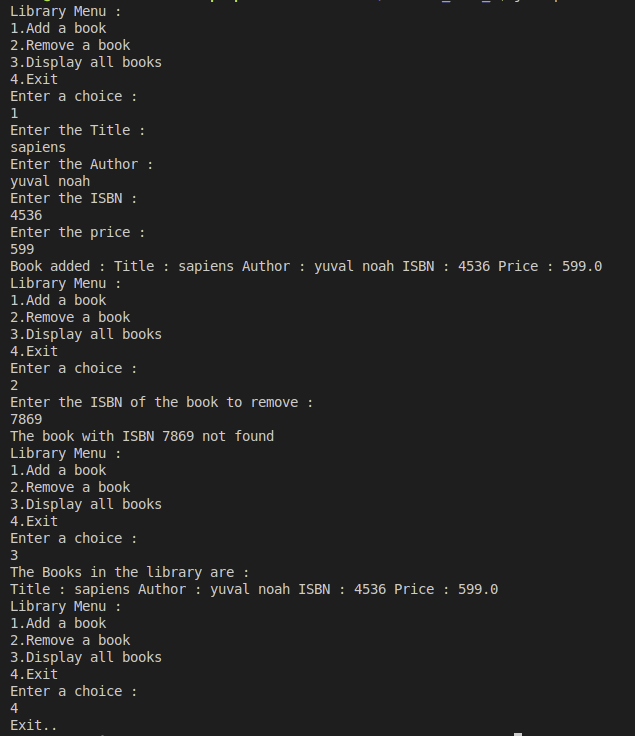 Library Menu :
1.Add a book
2.Remove a book
3.Display all books
4.Exit
Enter a choice :
1
Enter the Title :
sapiens
Enter the Author :
yuval noah
Enter the ISBN :
4536
Enter the price :
599
Book added : Title : sapiens Author : yuval noah ISBN : 4536 Price : 599.0
Library Menu :
1.Add a book
2.Remove a book
3.Display all books
4.Exit
Enter a choice :
2
Enter the ISBN of the book to remove :
7869
The book with ISBN 7869 not found
Library Menu :
1.Add a book
2.Remove a book
3.Display all books
4.Exit
Enter a choice :
3
The Books in the library are :
Title : sapiens Author : yuval noah ISBN : 4536 Price : 599.0
Library Menu :
1.Add a book
2.Remove a book
3.Display all books
4.Exit
Enter a choice :
4
Exit..